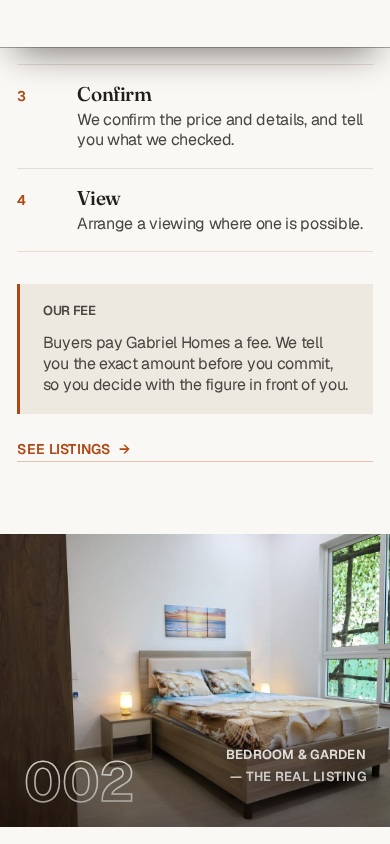 3
Confirm
We confirm the price and details, and tell
you what we checked.
4
View
Arrange a viewing where one is possible.
OUR FEE
Buyers pay Gabriel Homes a fee. We tell
you the exact amount before you commit,
so you decide with the figure in front of you.
SEE LISTINGS →
BEDROOM & GARDEN
— THE REAL LISTING
002